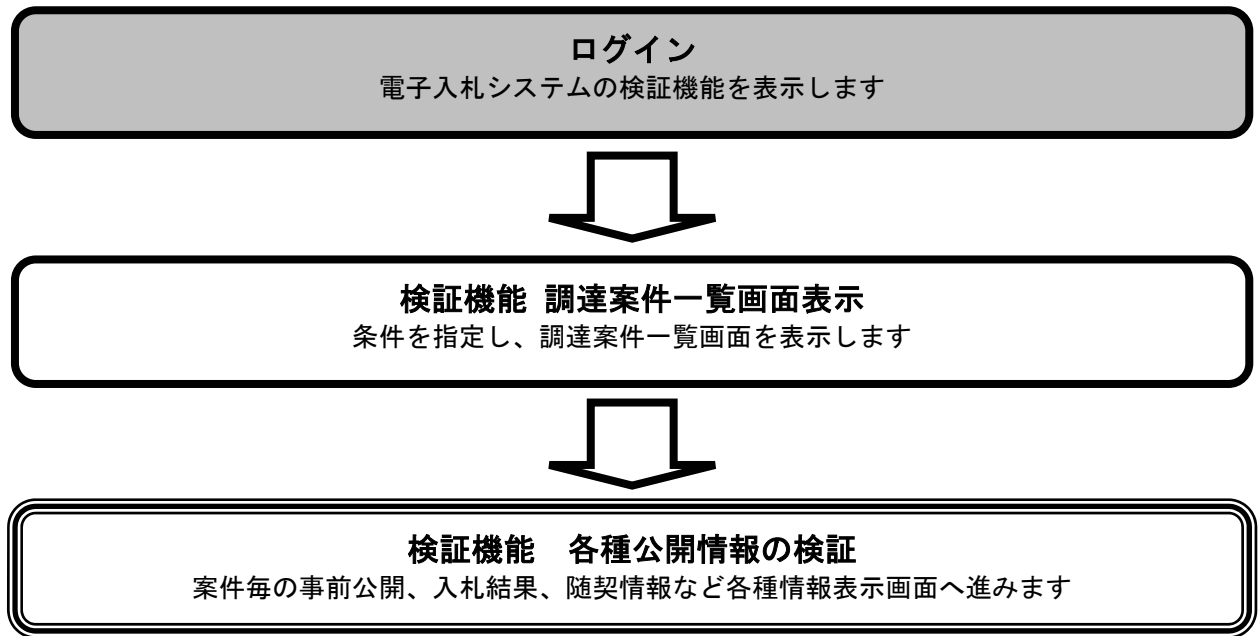 ログイン
電子入札システムの検証機能を表示します
検証機能 調達案件一覧画面表示
条件を指定し、調達案件一覧画面を表示します
検証機能　各種公開情報の検証
案件毎の事前公開、入札結果、随契情報など各種情報表示画面へ進みます